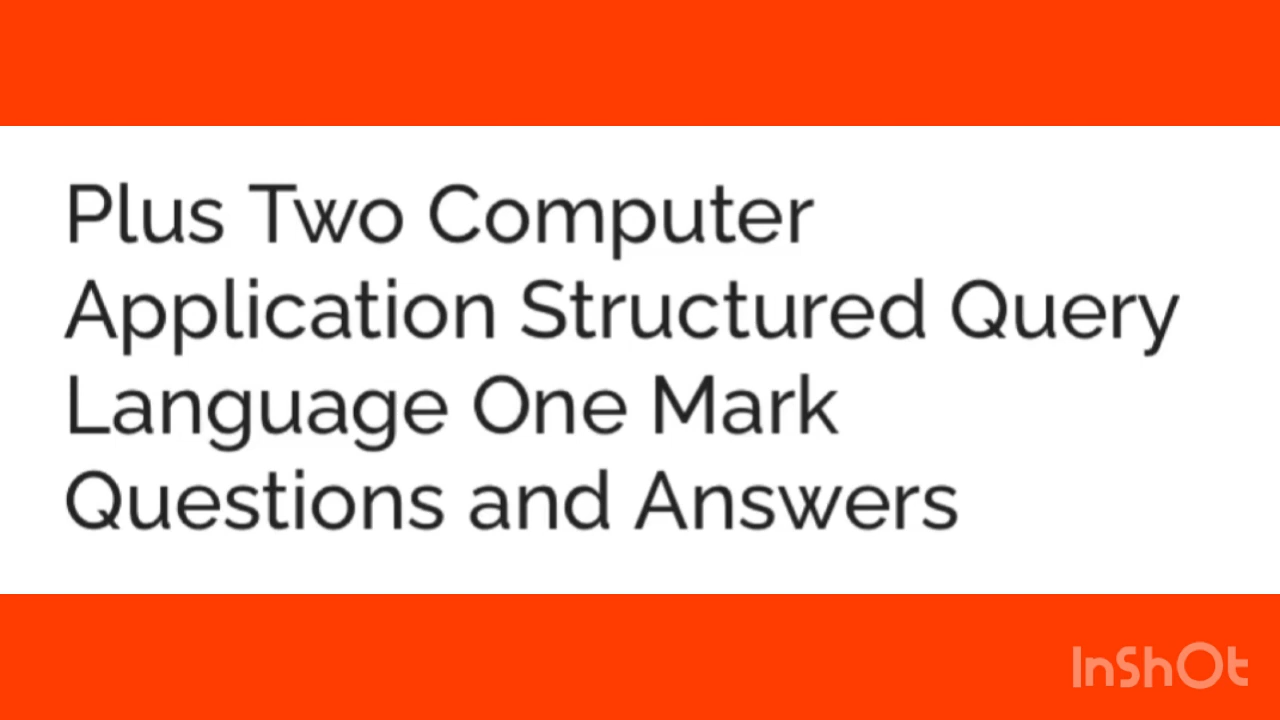 Plus Two Computer
Application Structured Query
Language One Mark
Questions and Answers
InShOt